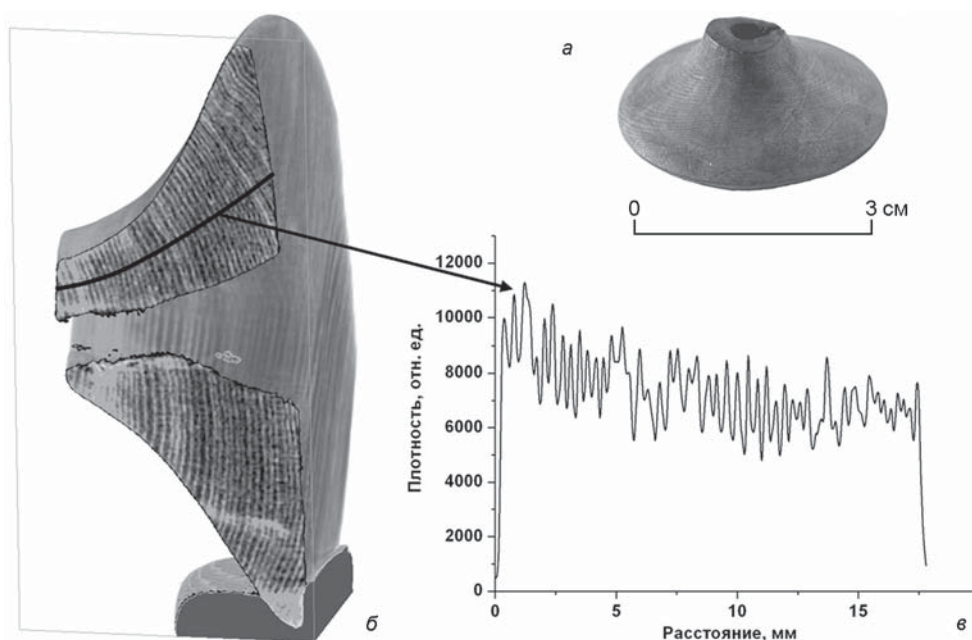 а
0 3 см
Плотность, отн. ед.
12000
10000
8000
6000
4000
2000
0
0 5 10 15
Расстояние, мм
б
в